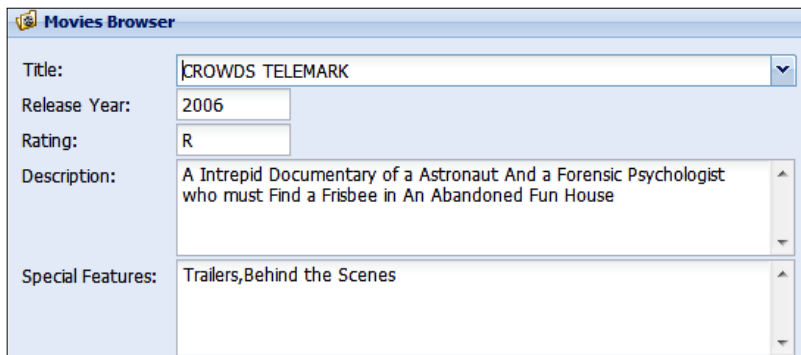 Movies Browser
Title: CROWDS TELEMARK
Release Year: 2006
Rating: R
Description: A Intrepid Documentary of a Astronaut And a Forensic Psychologist
who must Find a Frisbee in An Abandoned Fun House
Special Features: Trailers,Behind the Scenes